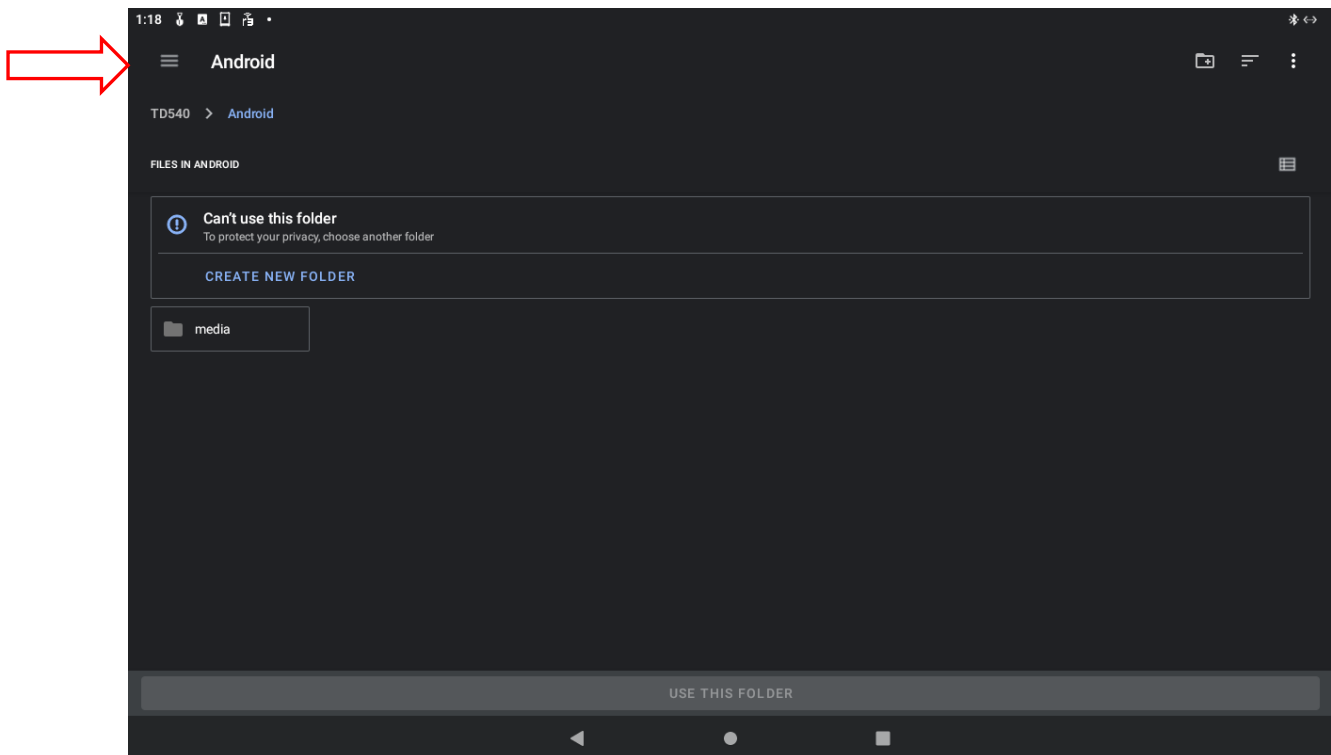 1:18
Android
TD540 > Android
FILES IN ANDROID
Can't use this folder
To protect your privacy, choose another folder
CREATE NEW FOLDER
media
USE THIS FOLDER